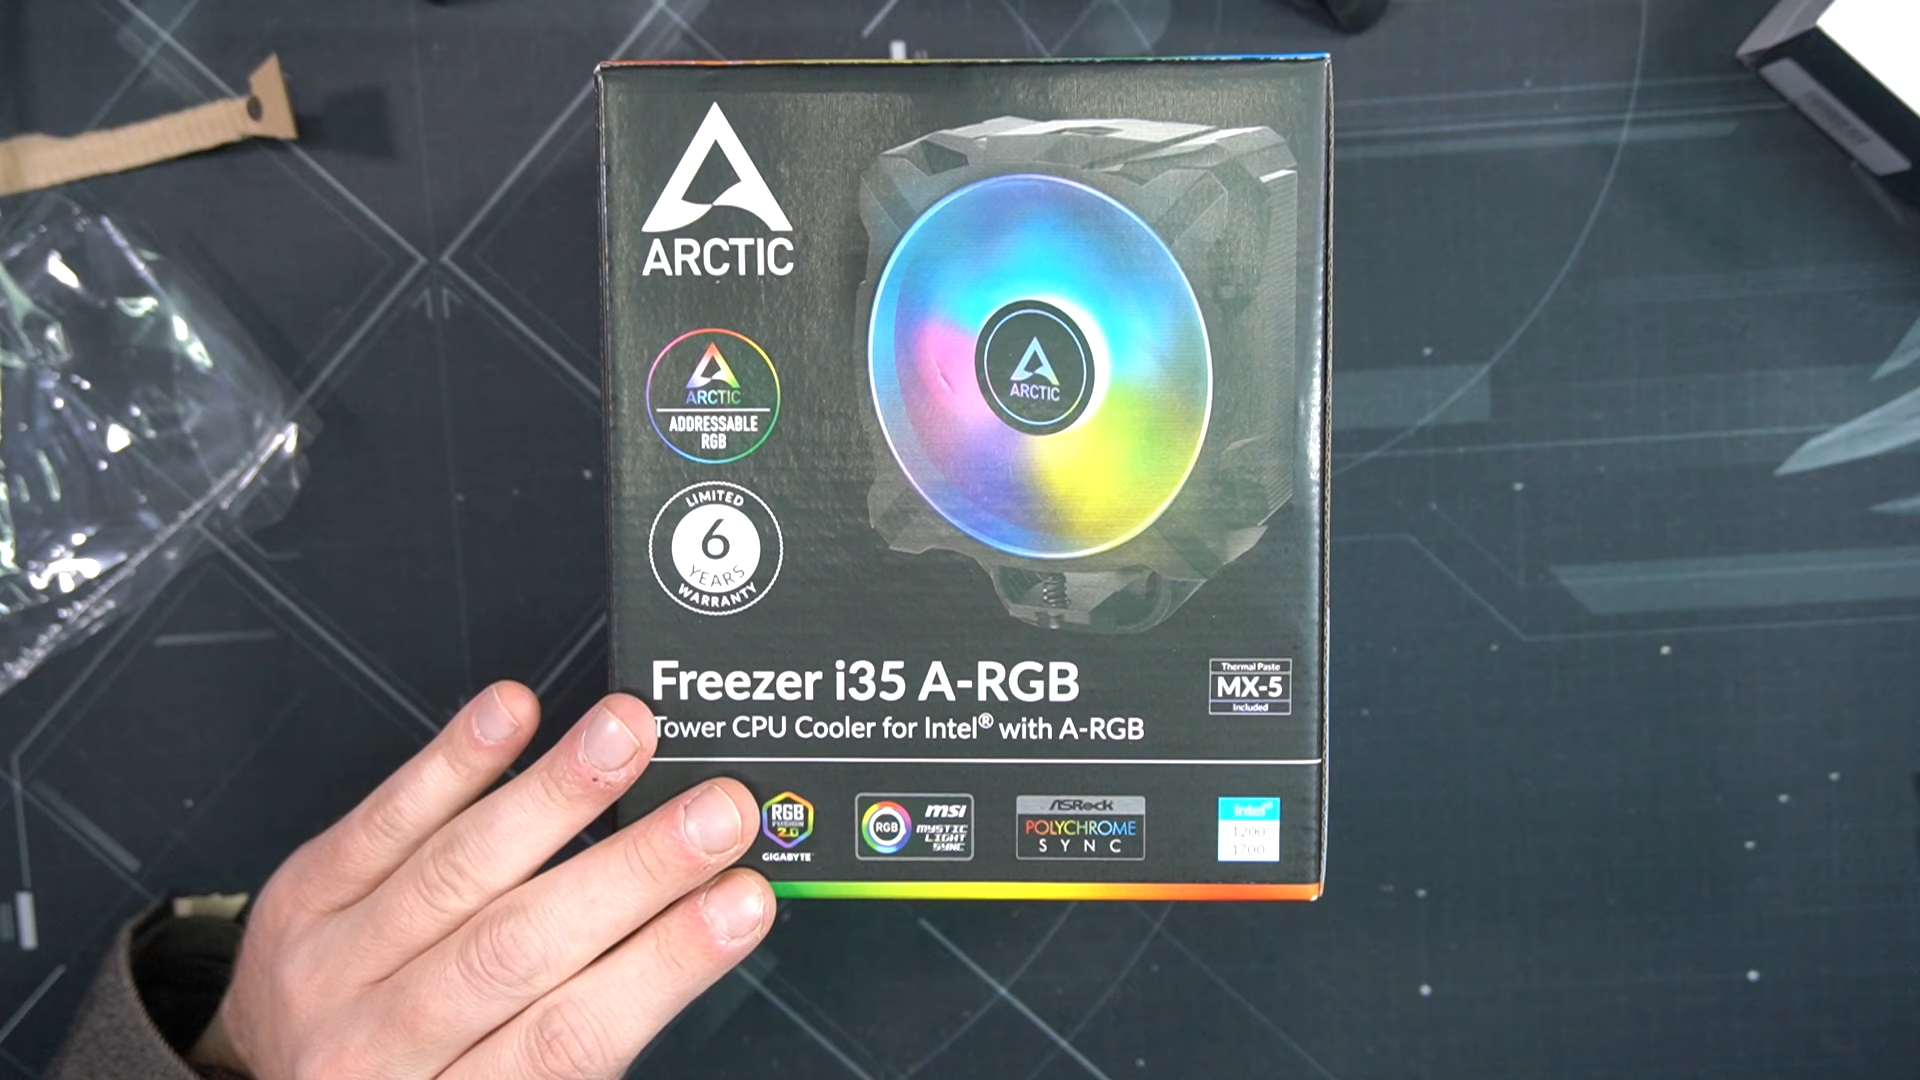 ARCTIC
ARCTIC
ADDRESSABLE
RGB
ARCTIC
LIMITED
6
YEARS
WARRANTY
Freezer i35 A-RGB
Tower CPU Cooler for Intel® with A-RGB
Thermal Paste
MX-5
Included
RGB
FUSION
2.0
GIGABYTE™
RGB
msi
MYSTIC
LIGHT
SYNC
ASRock
POLYCHROME
SYNC
intel®
1200
1700